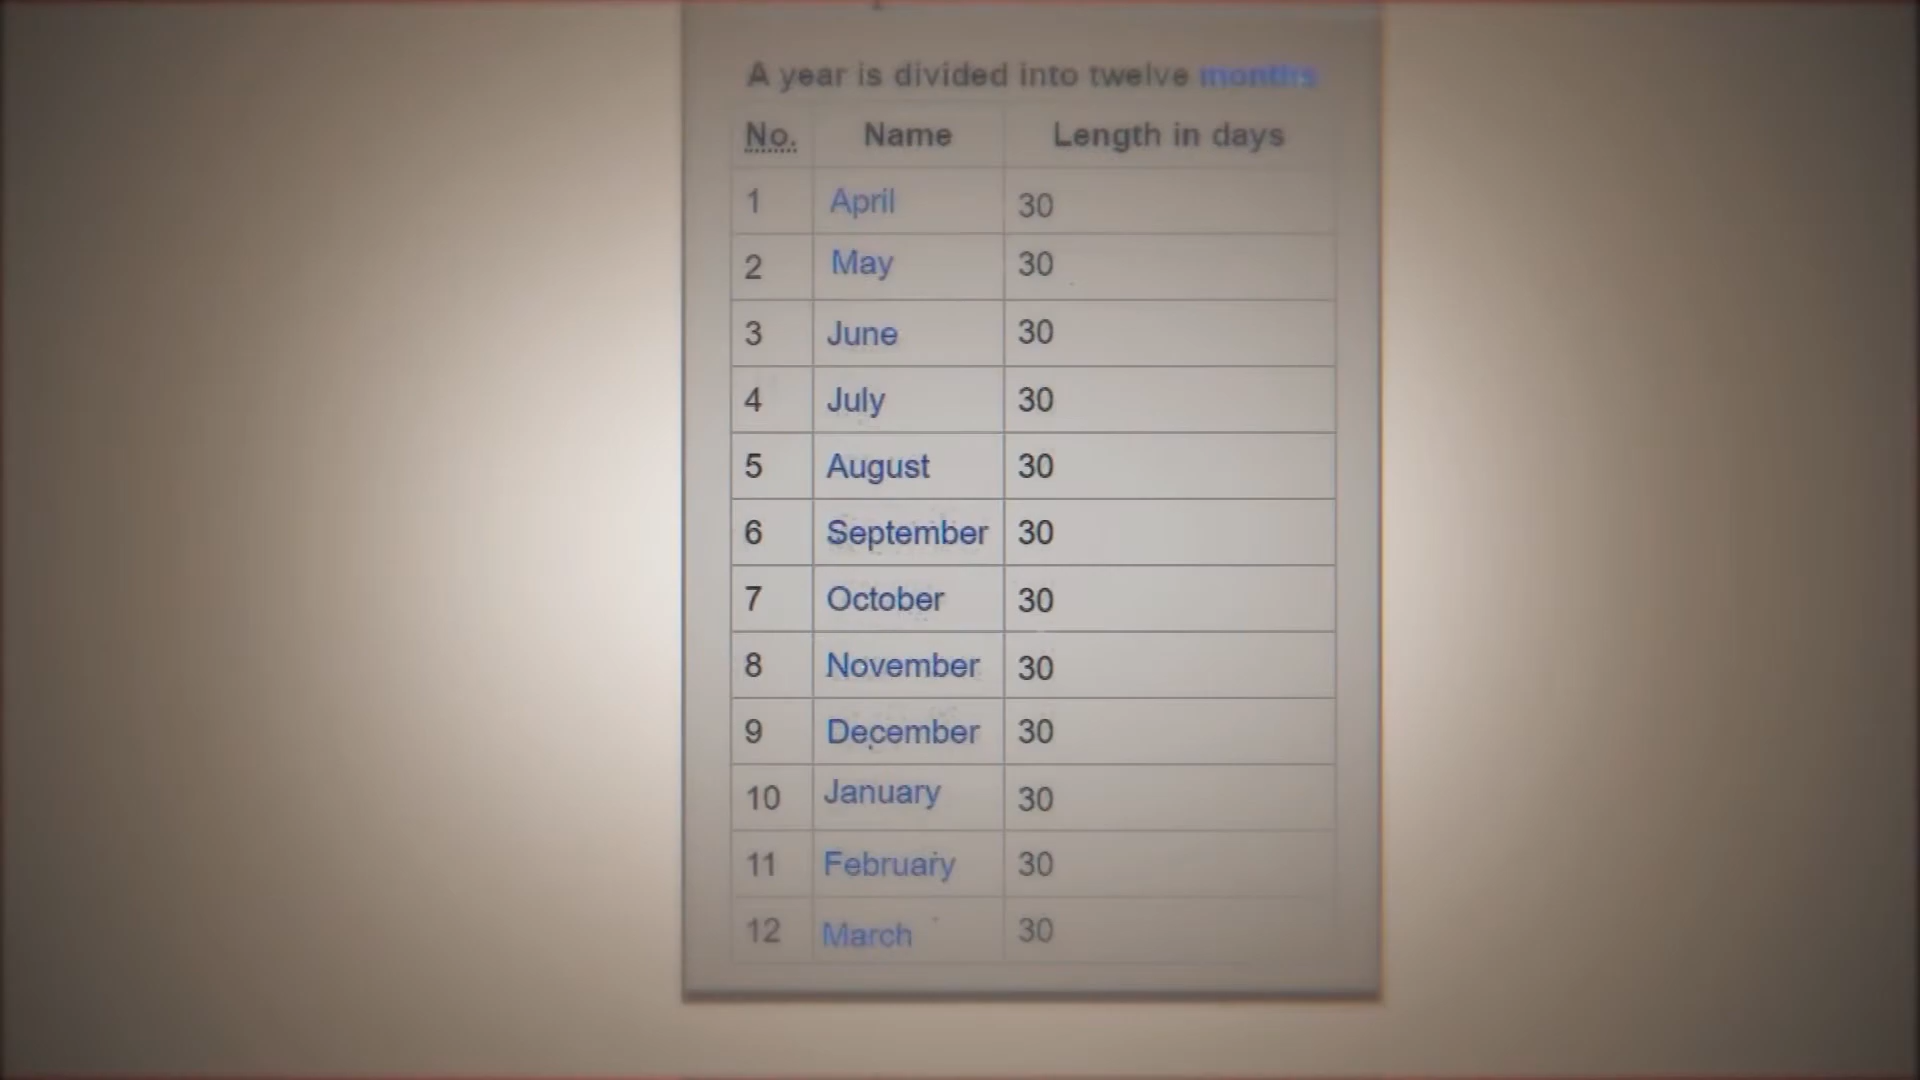 A year is divided into twelve months
No. Name Length in days
1 April 30
2 May 30
3 June 30
4 July 30
5 August 30
6 September 30
7 October 30
8 November 30
9 December 30
10 January 30
11 February 30
12 March 30